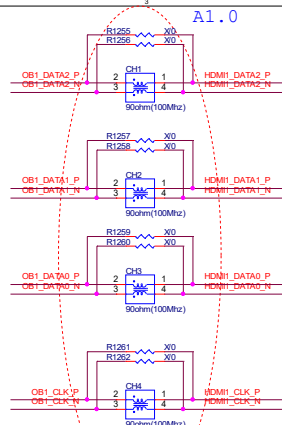 3
A1.0
R1255 X/0
R1256 X/0
OB1_DATA2_P CH1 HDMI1_DATA2_P
OB1_DATA2_N 2 1 HDMI1_DATA2_N
3 4
90ohm(100Mhz)
R1257 X/0
R1258 X/0
OB1_DATA1_P CH2 HDMI1_DATA1_P
OB1_DATA1_N 2 1 HDMI1_DATA1_N
3 4
90ohm(100Mhz)
R1259 X/0
R1260 X/0
OB1_DATA0_P CH3 HDMI1_DATA0_P
OB1_DATA0_N 2 1 HDMI1_DATA0_N
3 4
90ohm(100Mhz)
R1261 X/0
R1262 X/0
OB1_CLK_P CH4 HDMI1_CLK_P
OB1_CLK_N 2 1 HDMI1_CLK_N
3 4
90ohm(100Mhz)